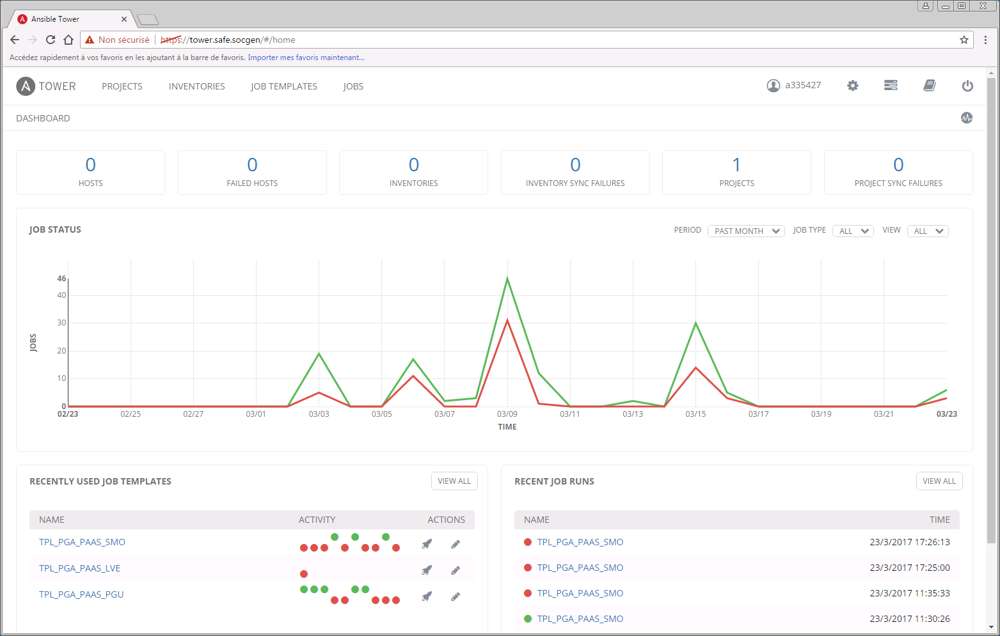 Ansible Tower
Non sécurisé https://tower.safe.socgen/#/home
Accédez rapidement à vos favoris en les ajoutant à la barre de favoris. Importer mes favoris maintenant...
A TOWER PROJECTS INVENTORIES JOB TEMPLATES JOBS a335427
DASHBOARD
0 0 0 0 1 0
HOSTS FAILED HOSTS INVENTORIES INVENTORY SYNC FAILURES PROJECTS PROJECT SYNC FAILURES
JOB STATUS PERIOD PAST MONTH JOB TYPE ALL VIEW ALL
46
40
30
20
10
0
JOBS
02/23 02/25 02/27 03/01 03/03 03/05 03/07 03/09 03/11 03/13 03/15 03/17 03/19 03/21 03/23
TIME
RECENTLY USED JOB TEMPLATES VIEW ALL
NAME ACTIVITY ACTIONS
TPL_PGA_PAAS_SMO
TPL_PGA_PAAS_LVE
TPL_PGA_PAAS_PGU
RECENT JOB RUNS VIEW ALL
NAME TIME
TPL_PGA_PAAS_SMO 23/3/2017 17:26:13
TPL_PGA_PAAS_SMO 23/3/2017 17:25:00
TPL_PGA_PAAS_SMO 23/3/2017 11:35:33
TPL_PGA_PAAS_SMO 23/3/2017 11:30:26